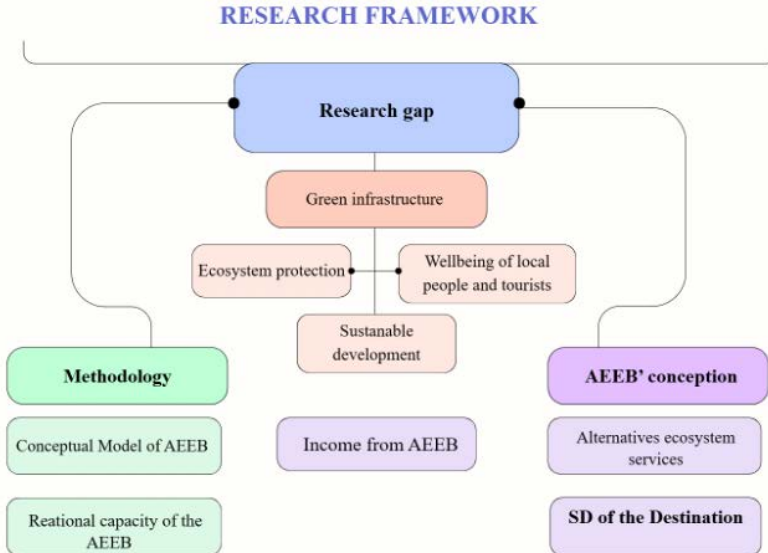 RESEARCH FRAMEWORK
Research gap
Green infrastructure
Ecosystem protection
Wellbeing of local
people and tourists
Sustanable
development
Methodology
Conceptual Model of AEEB
Reational capacity of the
AEEB
Income from AEEB
AEEB’ conception
Alternatives ecosystem
services
SD of the Destination